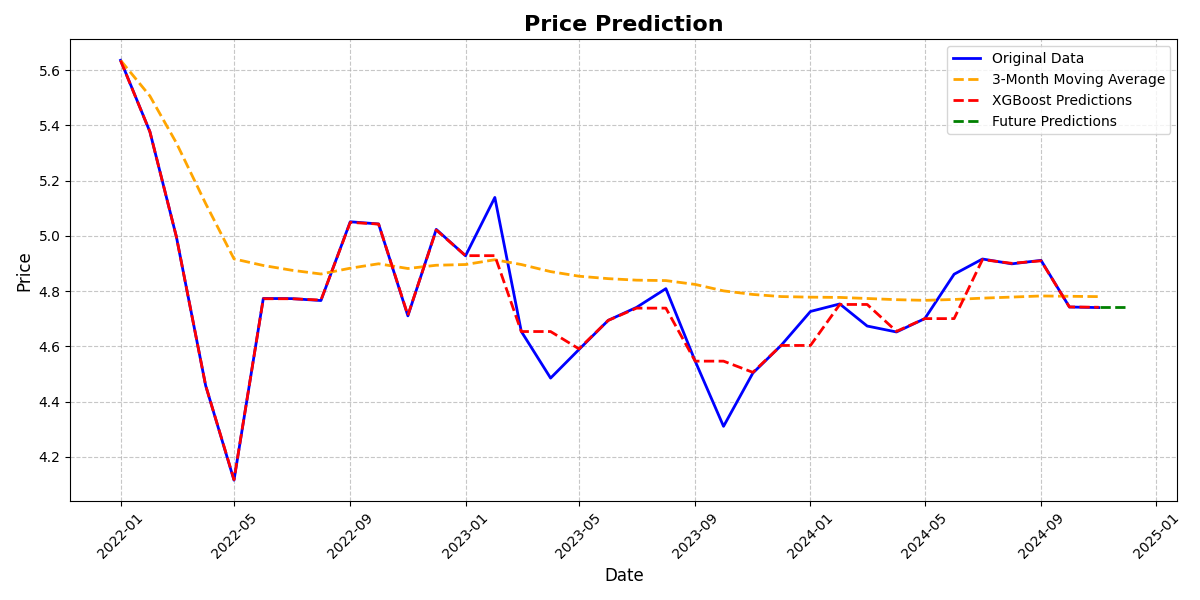 Price Prediction
Original Data
3-Month Moving Average
XGBoost Predictions
Future Predictions
5.6
5.4
5.2
5.0
4.8
4.6
4.4
4.2
Price
2022-01
2022-05
2022-09
2023-01
2023-05
2023-09
2024-01
2024-05
2024-09
2025-01
Date